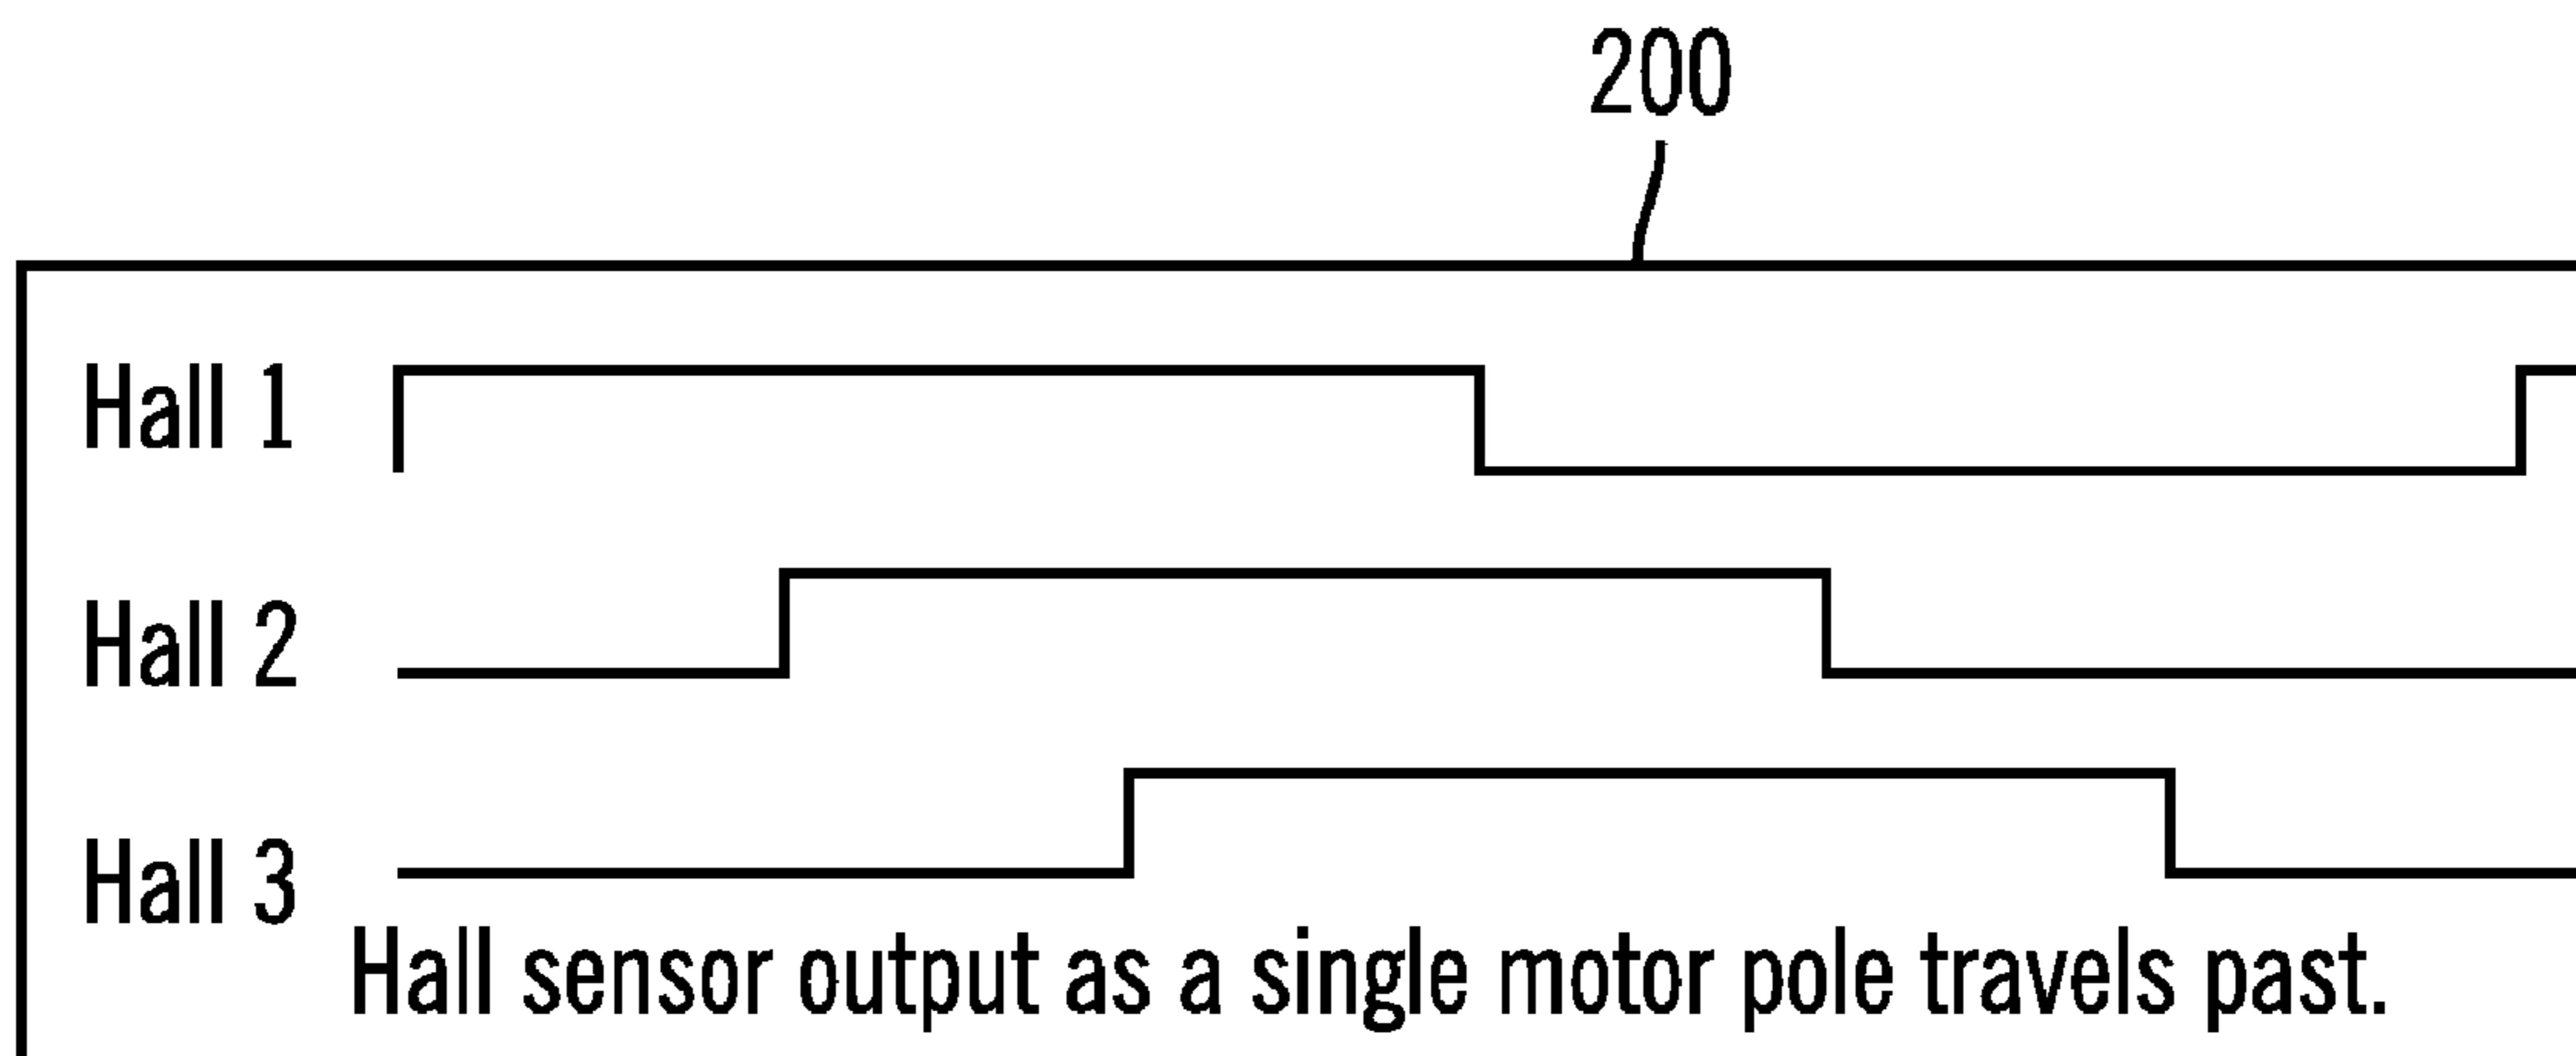 200
Hall 1
Hall 2
Hall 3
Hall sensor output as a single motor pole travels past.